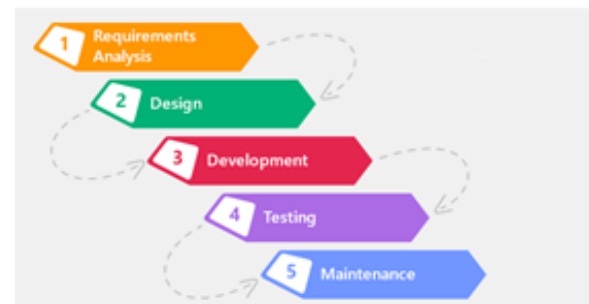 1
Requirements
Analysis
2
Design
3
Development
4
Testing
5
Maintenance